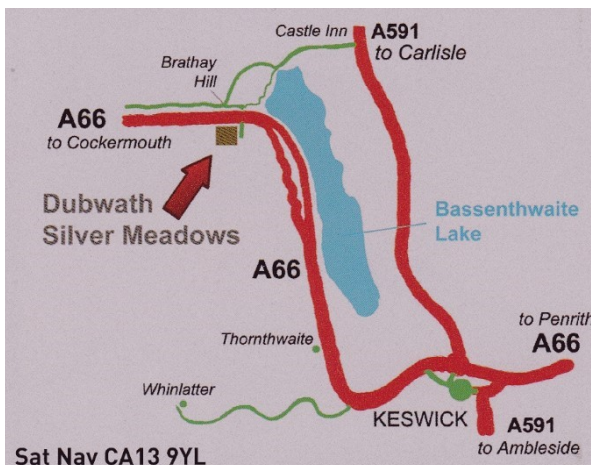 Castle Inn
A591
to Carlisle
Brathay
Hill
A66
to Cockermouth
Dubwath
Silver Meadows
Bassenthwaite
Lake
A66
to Penrith
A66
Thornthwaite
Whinlatter
KESWICK
A591
to Ambleside
Sat Nav CA13 9YL